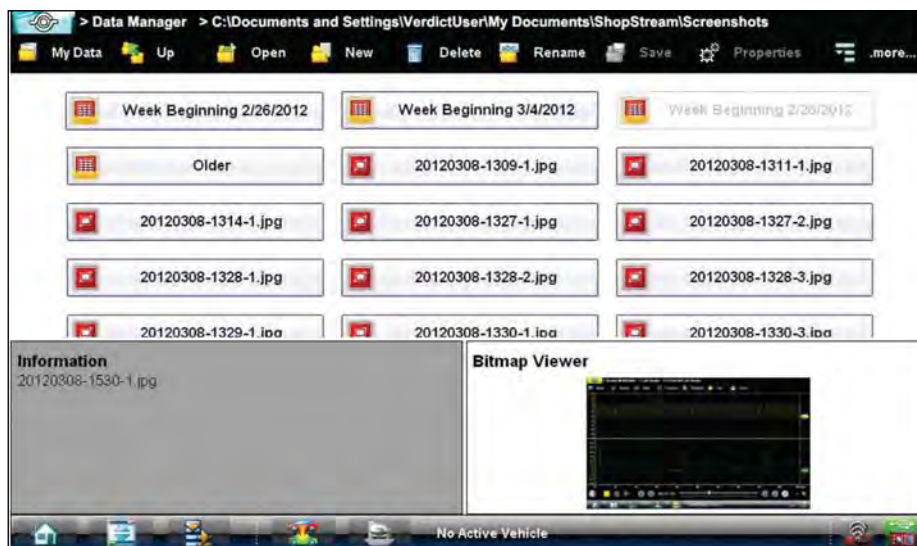 > Data Manager > C:\Documents and Settings\VerdictUser\My Documents\ShopStream\Screenshots
My Data Up Open New Delete Rename Save Properties .more...
Week Beginning 2/26/2012 Week Beginning 3/4/2012 Week Beginning 2/26/2012
Older 20120308-1309-1.jpg 20120308-1311-1.jpg
20120308-1314-1.jpg 20120308-1327-1.jpg 20120308-1327-2.jpg
20120308-1328-1.jpg 20120308-1328-2.jpg 20120308-1328-3.jpg
20120308-1329-1.jpg 20120308-1330-1.jpg 20120308-1330-3.jpg
Information
20120308-1530-1.jpg
Bitmap Viewer
No Active Vehicle